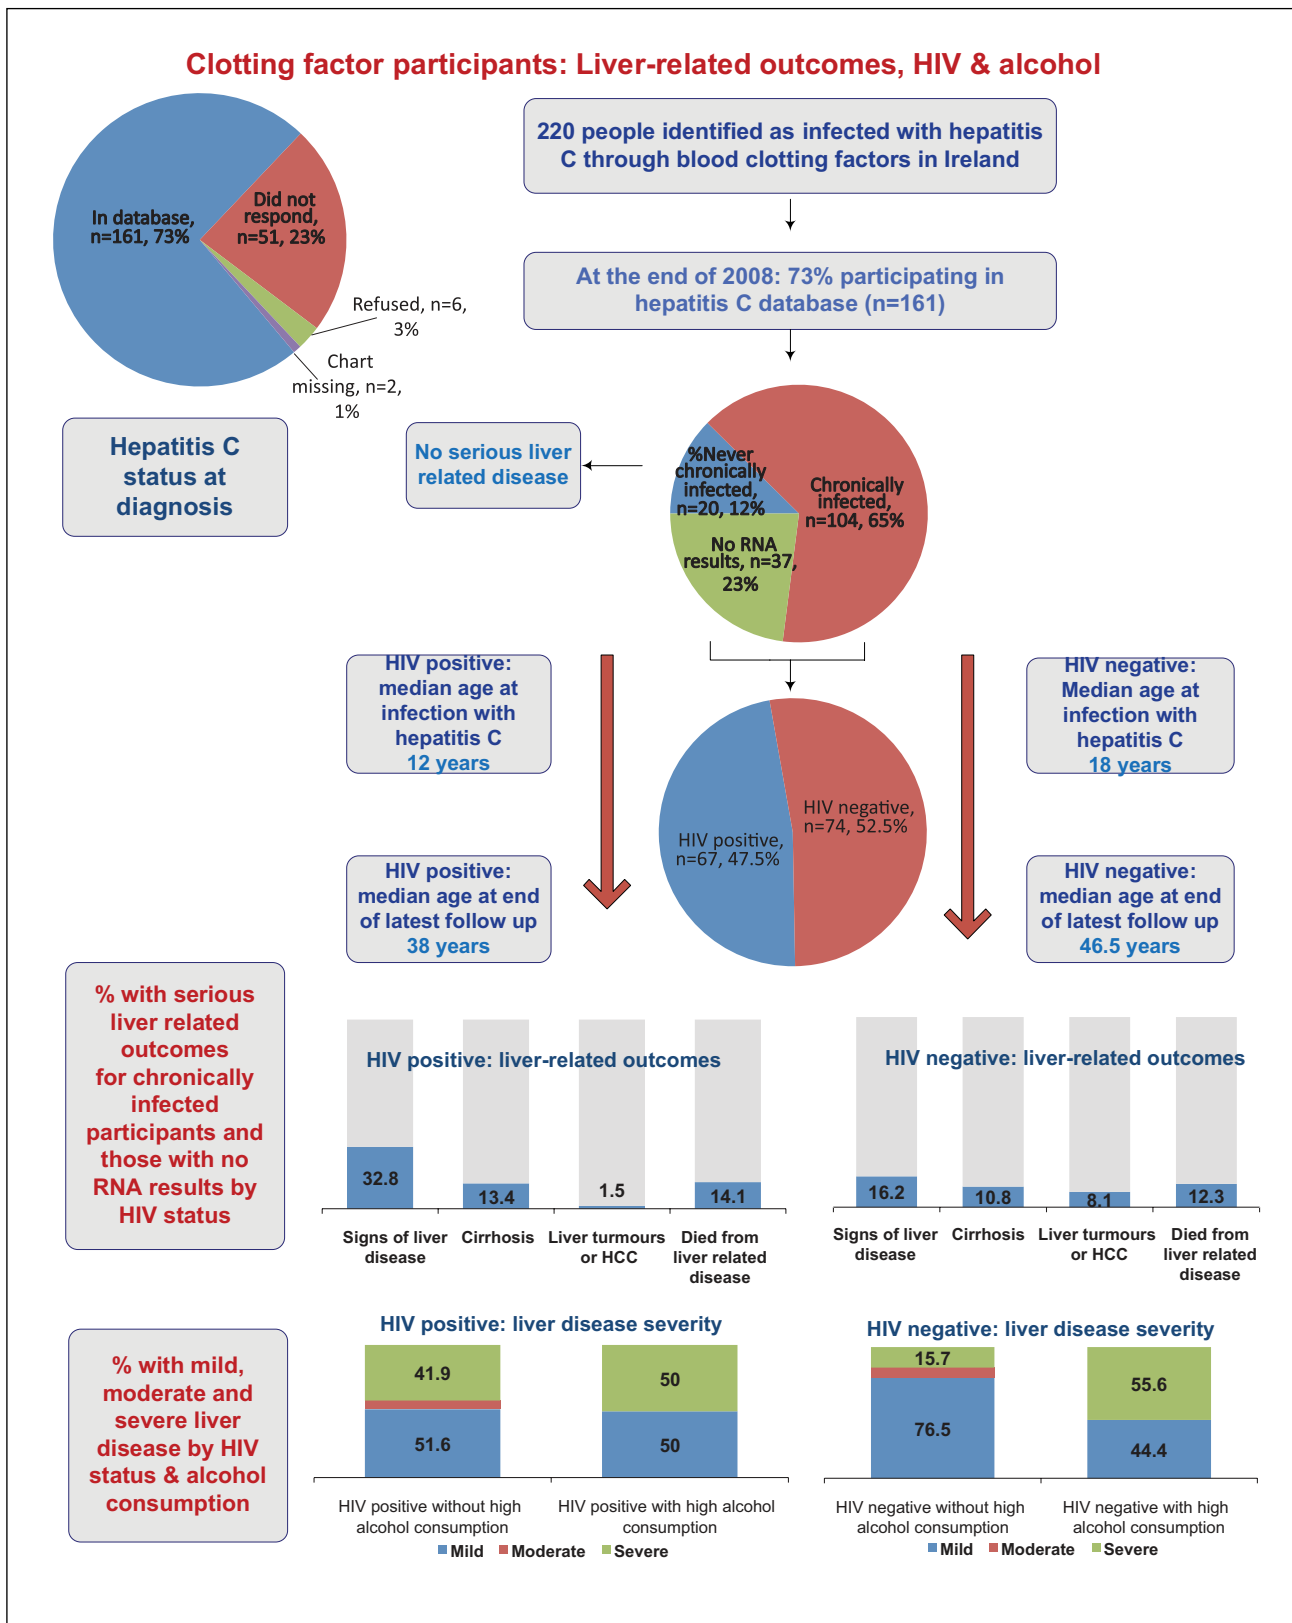 Clotting factor participants: Liver-related outcomes, HIV & alcohol
In database,
n=161, 73%
Did not
respond,
n=51, 23%
Refused, n=6,
3%
Chart
missing, n=2,
1%
220 people identified as infected with hepatitis
C through blood clotting factors in Ireland
At the end of 2008: 73% participating in
hepatitis C database (n=161)
Hepatitis C
status at
diagnosis
No serious liver
related disease
%Never
chronically
infected,
n=20, 12%
Chronically
infected,
n=104, 65%
No RNA
results, n=37,
23%
HIV positive:
median age at
infection with
hepatitis C
12 years
HIV negative:
Median age at
infection with
hepatitis C
18 years
HIV negative,
n=74, 52.5%
HIV positive,
n=67, 47.5%
HIV positive:
median age at end
of latest follow up
38 years
HIV negative:
median age at end
of latest follow up
46.5 years
% with serious
liver related
outcomes
for chronically
infected
participants and
those with no
RNA results by
HIV status
HIV positive: liver-related outcomes
32.8
13.4
1.5
14.1
Signs of liver
disease
Cirrhosis
Liver turmours
or HCC
Died from
liver related
disease
HIV negative: liver-related outcomes
16.2
10.8
8.1
12.3
Signs of liver
disease
Cirrhosis
Liver turmours
or HCC
Died from
liver related
disease
% with mild,
moderate and
severe liver
disease by HIV
status & alcohol
consumption
HIV positive: liver disease severity
41.9
51.6
50
50
HIV positive without high
alcohol consumption
HIV positive with high alcohol
consumption
Mild Moderate Severe
HIV negative: liver disease severity
15.7
76.5
55.6
44.4
HIV negative without high
alcohol consumption
HIV negative with high
alcohol consumption
Mild Moderate Severe